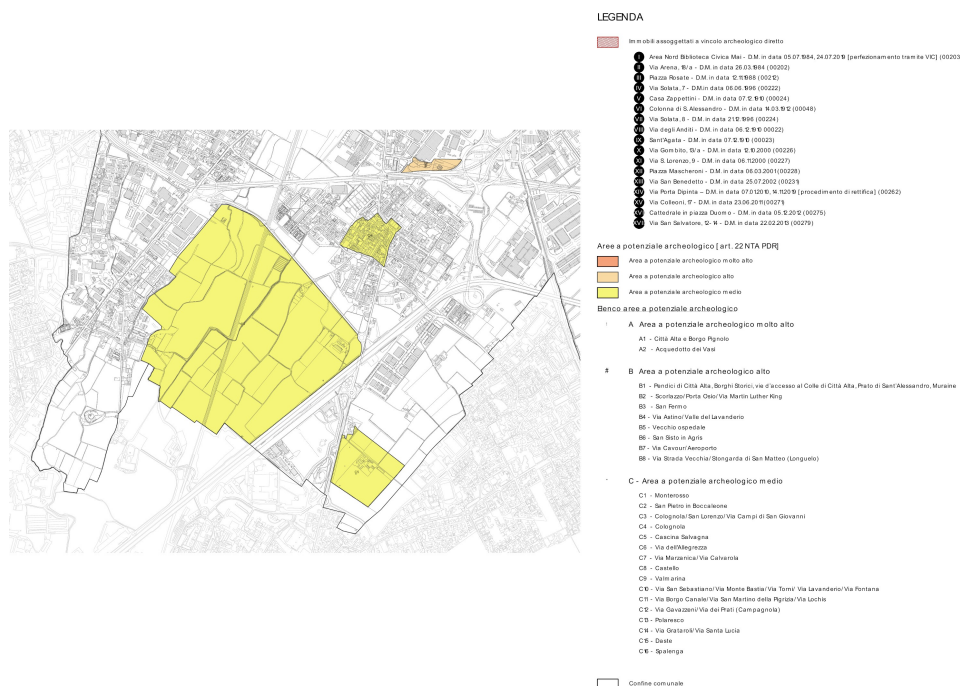 LEGENDA
Immobili assoggettati a vincolo archeologico diretto
I Area Nord Biblioteca Civica Mai - D.M. in data 05.07.1984, 24.07.2019 [perfezionamento tramite VIC] (00203
II Via Arena, 18/a - D.M. in data 26.03.1984 (00202)
III Piazza Rosate - D.M. in data 12.11.1988 (00212)
IV Via Solata, 7 - D.M. in data 06.06.1996 (00222)
V Casa Zappettini - D.M. in data 07.12.1910 (00024)
VI Colonna di S. Alessandro - D.M. in data 14.03.1912 (00048)
VII Via Solata, 8 - D.M. in data 21.12.1996 (00224)
VIII Via degli Anditi - D.M. in data 06.12.1910 00022)
IX Sant'Agata - D.M. in data 07.12.1910 (00023)
X Via Gombito, 13/a - D.M. in data 12.10.2000 (00226)
XI Via S. Lorenzo, 9 - D.M. in data 06.11.2000 (00227)
XII Piazza Mascheroni - D.M. in data 06.03.2001 (00228)
XIII Via San Benedetto - D.M. in data 25.07.2002 (00231)
XIV Via Porta Dipinta - D.M. in data 07.01.2010, 14.11.2019 [procedimento di rettifica] (00262)
XV Via Colleoni, 17 - D.M. in data 23.06.2011 (00271)
XVI Cattedrale in piazza Duomo - D.M. in data 05.12.2012 (00275)
XVII Via San Salvatore, 12-14 - D.M. in data 22.02.2013 (00279)
Aree a potenziale archeologico [art. 22 NTA PDR]
Area a potenziale archeologico molto alto
Area a potenziale archeologico alto
Area a potenziale archeologico medio
Elenco aree a potenziale archeologico
A Area a potenziale archeologico molto alto
A1 - Città Alta e Borgo Pignolo
A2 - Acquedotto dei Vasi
# B Area a potenziale archeologico alto
B1 - Pendici di Città Alta, Borghi Storici, vie d'accesso al Colle di Città Alta, Prato di Sant'Alessandro, Muraine
B2 - Scorlazzo/Porta Osio/Via Martin Luther King
B3 - San Fermo
B4 - Via Astino/Valle del Lavanderio
B5 - Vecchio ospedale
B6 - San Sisto in Agris
B7 - Via Cavour/Aeroporto
B8 - Via Strada Vecchia/Stongarda di San Matteo (Longuelo)
C - Area a potenziale archeologico medio
C1 - Monterosso
C2 - San Pietro in Boccaleone
C3 - Colognola/San Lorenzo/Via Campi di San Giovanni
C4 - Colognola
C5 - Cascina Salvagna
C6 - Via dell'Allegrezza
C7 - Via Marzanica/Via Calvarola
C8 - Castello
C9 - Valmarina
C10 - Via San Sebastiano/Via Monte Bastia/Via Torni/ Via Lavanderio/Via Fontana
C11 - Via Borgo Canale/Via San Martino della Pigrizia/Via Lochis
C12 - Via Gavazzeni/Via dei Prati (Campagnola)
C13 - Polaresco
C14 - Via Grataroli/Via Santa Lucia
C15 - Daste
C16 - Spalenga
Confine comunale